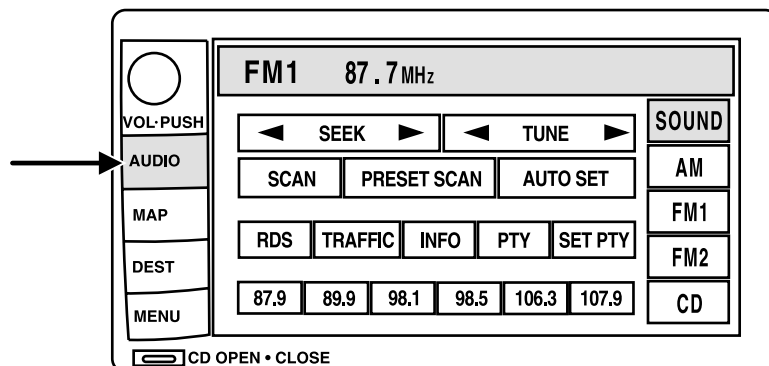 FM1 87.7 MHz
VOL·PUSH
AUDIO
MAP
DEST
MENU
◄ SEEK ► ◄ TUNE ►
SCAN PRESET SCAN AUTO SET
RDS TRAFFIC INFO PTY SET PTY
87.9 89.9 98.1 98.5 106.3 107.9
SOUND
AM
FM1
FM2
CD
CD OPEN • CLOSE